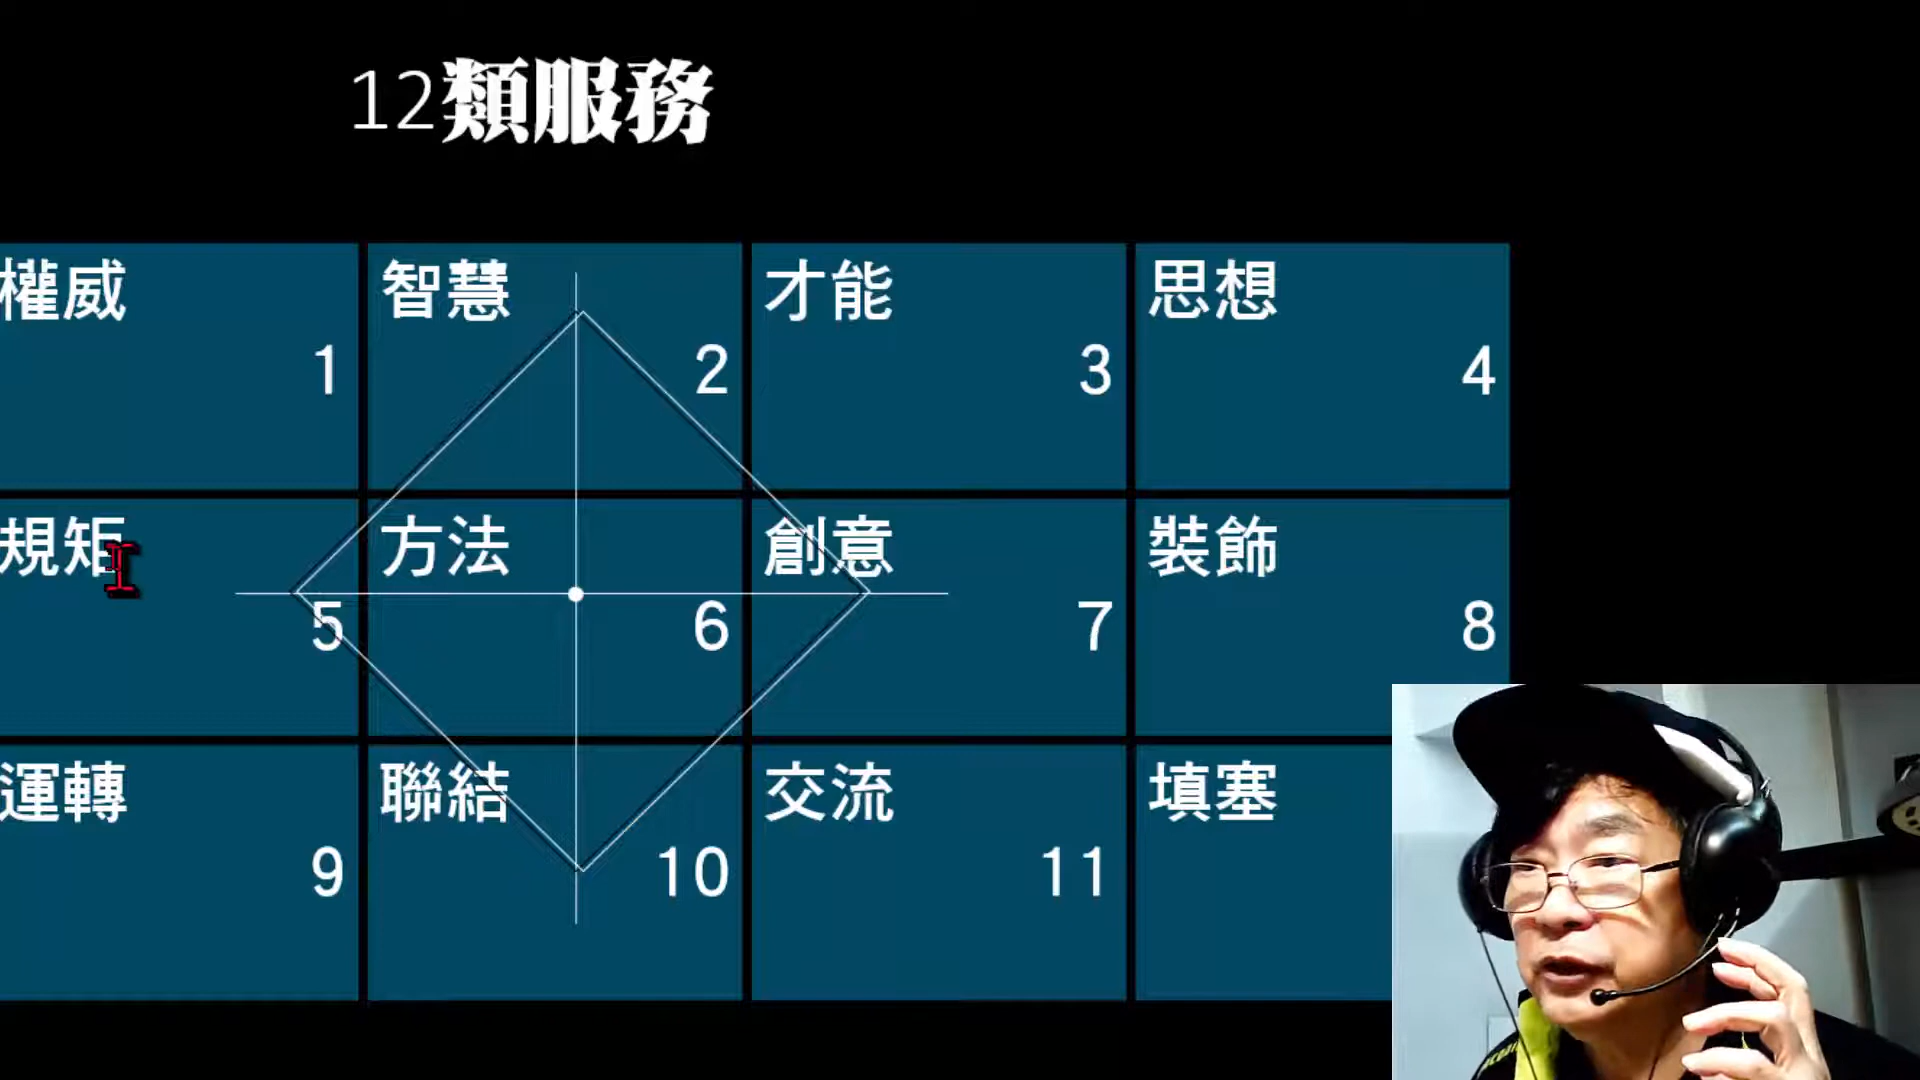 12類服務
權威 智慧 才能 思想
1 2 3 4
規矩 方法 創意 裝飾
5 6 7 8
運轉 聯結 交流 填塞
9 10 11